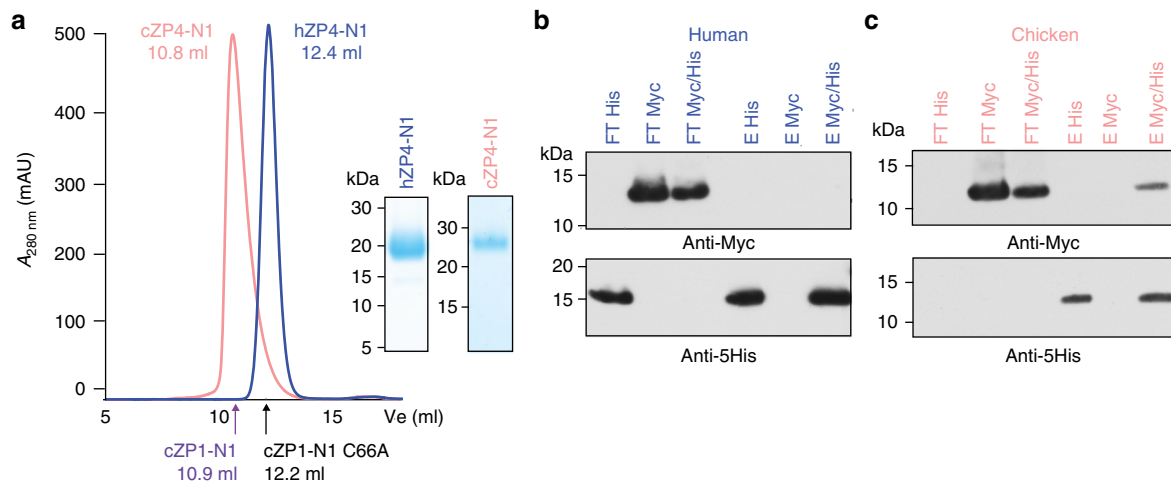 a
cZP4-N1
10.8 ml
hZP4-N1
12.4 ml
500
400
300
200
100
0
A280 nm (mAU)
5
10
15
Ve (ml)
cZP1-N1
10.9 ml
cZP1-N1 C66A
12.2 ml
kDa
hZP4-N1
30
20
15
10
5
kDa
cZP4-N1
30
20
15
b
Human
FT His
FT Myc
FT Myc/His
E His
E Myc
E Myc/His
kDa
15
10
Anti-Myc
20
15
Anti-5His
c
Chicken
FT His
FT Myc
FT Myc/His
E His
E Myc
E Myc/His
kDa
15
10
Anti-Myc
15
10
Anti-5His